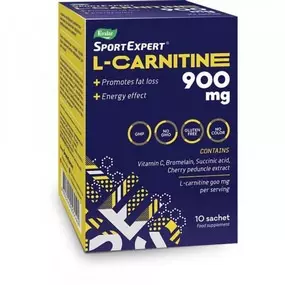 Evalar
SPORTEXPERT®
L-CARNITINE
+ Promotes fat loss
900
mg
+ Energy effect
GMP
NO GMO
GLUTEN FREE
NO COLOR
CONTAINS
Vitamin C, Bromelain, Succinic acid,
Cherry peduncle extract
L-carnitine 900 mg
per serving
10 sachet
Food supplement